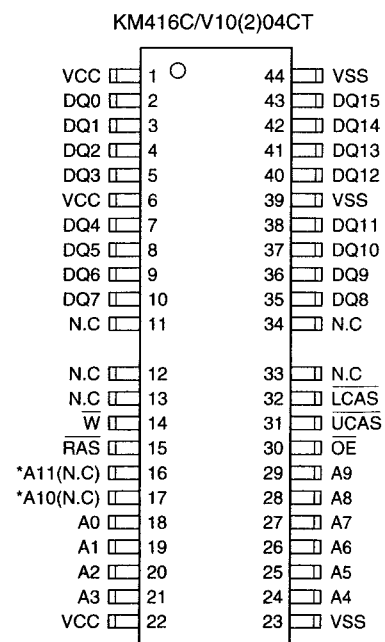 KM416C/V10(2)04CT
VCC 1 44 VSS
DQ0 2 43 DQ15
DQ1 3 42 DQ14
DQ2 4 41 DQ13
DQ3 5 40 DQ12
VCC 6 39 VSS
DQ4 7 38 DQ11
DQ5 8 37 DQ10
DQ6 9 36 DQ9
DQ7 10 35 DQ8
N.C 11 34 N.C
N.C 12 33 N.C
N.C 13 32 L̅C̅A̅S̅
W̅ 14 31 U̅C̅A̅S̅
R̅A̅S̅ 15 30 O̅E̅
*A11(N.C) 16 29 A9
*A10(N.C) 17 28 A8
A0 18 27 A7
A1 19 26 A6
A2 20 25 A5
A3 21 24 A4
VCC 22 23 VSS